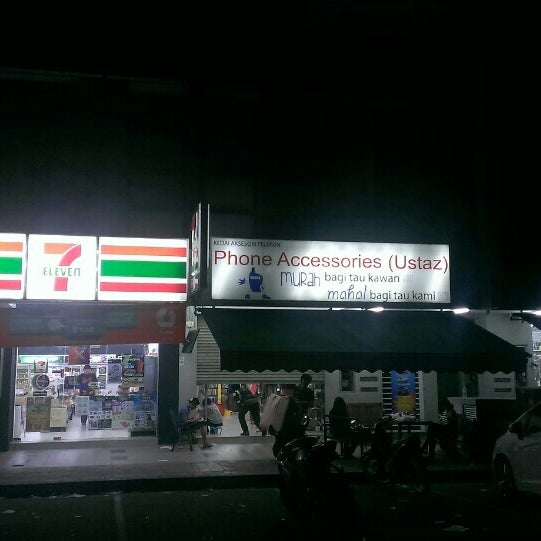 7
ELEVEN
KEDAI AKSESORI TELEFON
Phone Accessories (Ustaz)
murah bagi tau kawan
mahal bagi tau kami